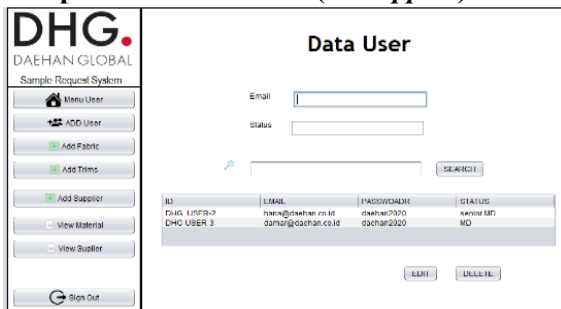 DHG.
DAEHAN GLOBAL
Sample Request System
Menu User
ADD User
Add Fabric
Add Trims
Add Supplier
View Material
View Suplier
Sign Out
Data User
Email
Status
SEARCH
ID EMAIL PASSWOADR STATUS
DHG USER-2 hana@daehan.co.id daehan2020 senior MD
DHG USER 3 damar@daehan.co.id daehan2020 MD
EDIT DELETE